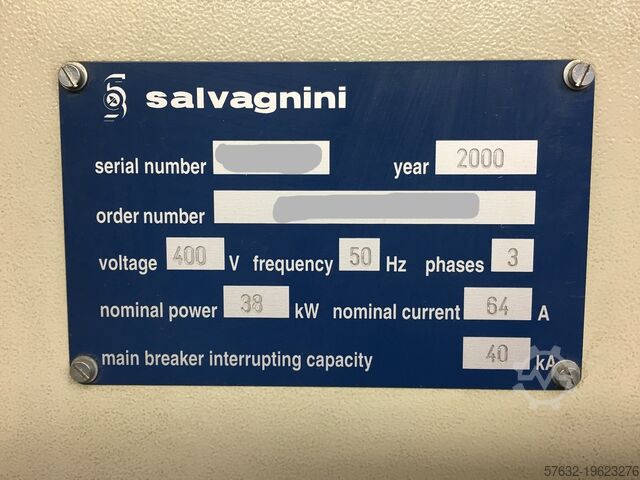 salvagnini
serial number year 2000
order number
voltage 400 V frequency 50 Hz phases 3
nominal power 38 kW nominal current 64 A
main breaker interrupting capacity 40 kA
57632-19623276